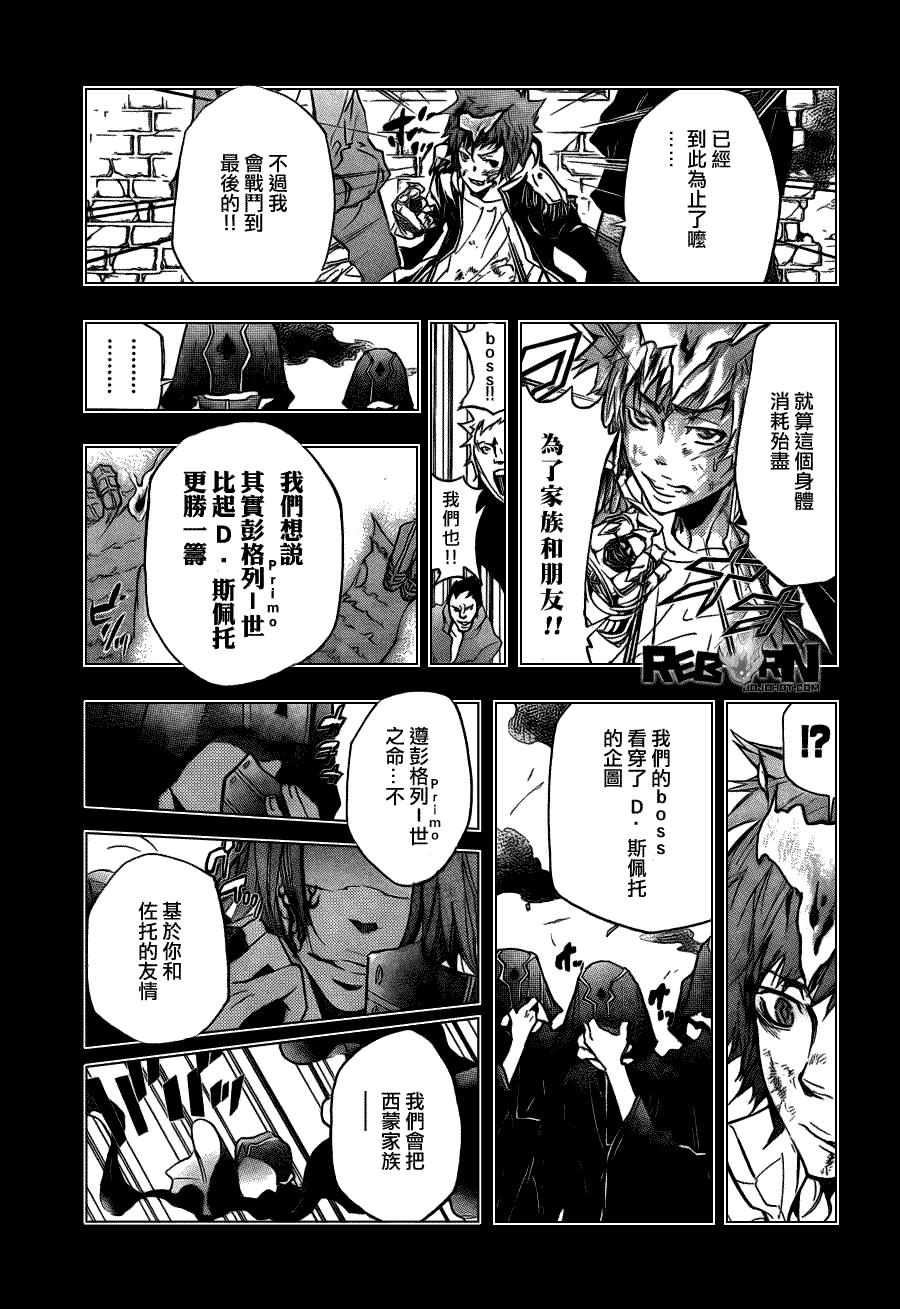 已經
到此為止了嚒
……
不過我
會戰鬥到
最後的!!
就算這個身體
消耗殆盡
為了家族和朋友!!
boss!!
我們也!!
………
………
我們想說
其實彭格列I世
Primo
比起D．斯佩托
更勝一籌
REBORN
JOJOHOT.COM
!?
我們的boss
看穿了D．斯佩托
的企圖
遵彭格列I世
Primo
之命…不
基於你和
佐托的友情
我們會把
西蒙家族
──